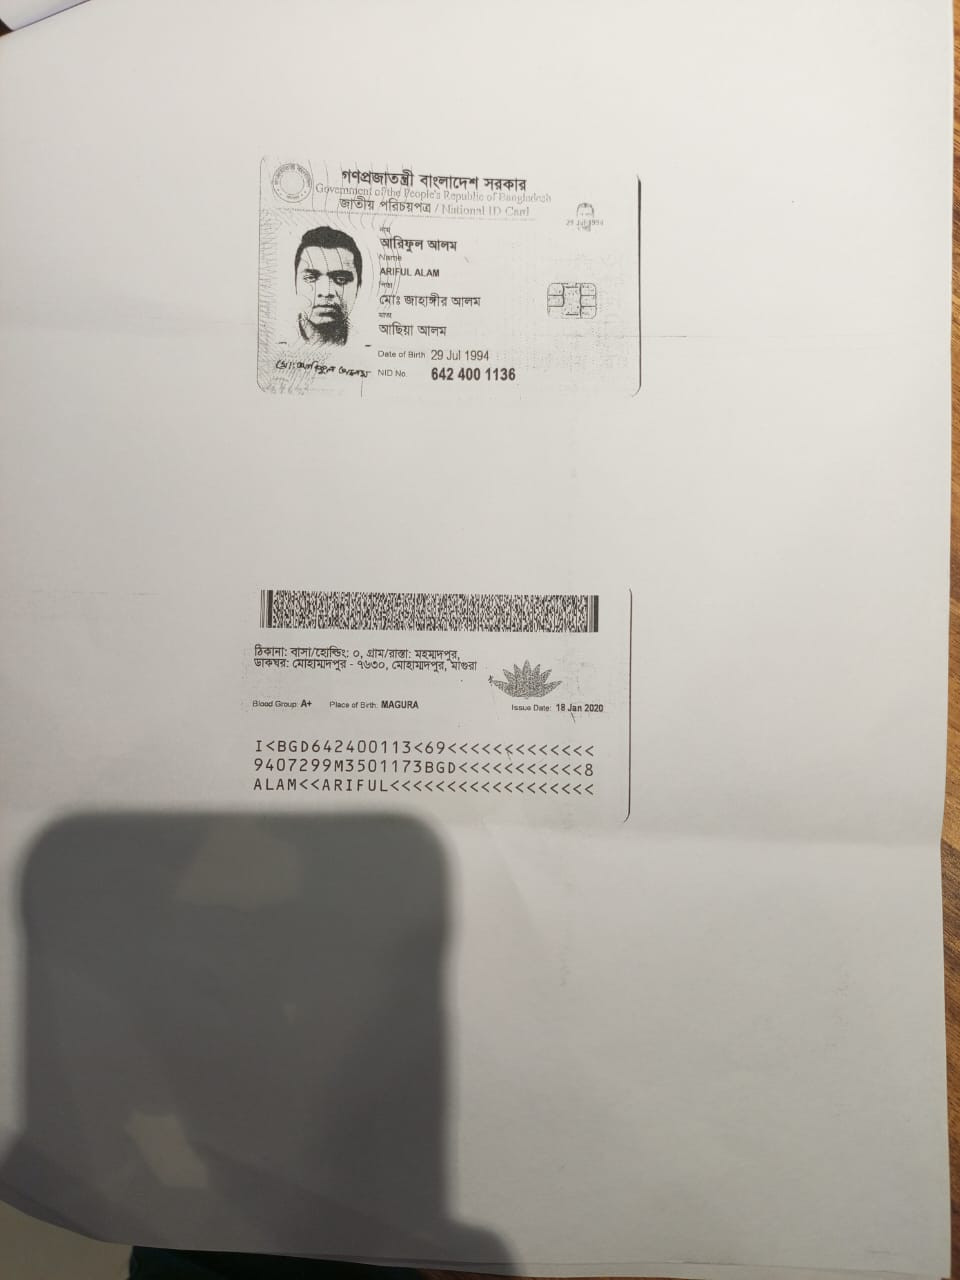 গণপ্রজাতন্ত্রী বাংলাদেশ সরকার
Government of the People's Republic of Bangladesh
জাতীয় পরিচয়পত্র / National ID Card
29 Jul 1994
নাম
আরিফুল আলম
Name
ARIFUL ALAM
পিতা
মোঃ জাহাঙ্গীর আলম
মাতা
আছিয়া আলম
Date of Birth 29 Jul 1994
NID No. 642 400 1136
ঠিকানা: বাসা/হোল্ডিং: ০, গ্রাম/রাস্তা: মহম্মদপুর,
ডাকঘর: মোহাম্মদপুর - ৭৬৩০, মোহাম্মদপুর, মাগুরা
Blood Group: A+ Place of Birth: MAGURA Issue Date: 18 Jan 2020
I<BGD642400113<69<<<<<<<<<<<<<
9407299M3501173BGD<<<<<<<<<<<8
ALAM<<ARIFUL<<<<<<<<<<<<<<<<<<